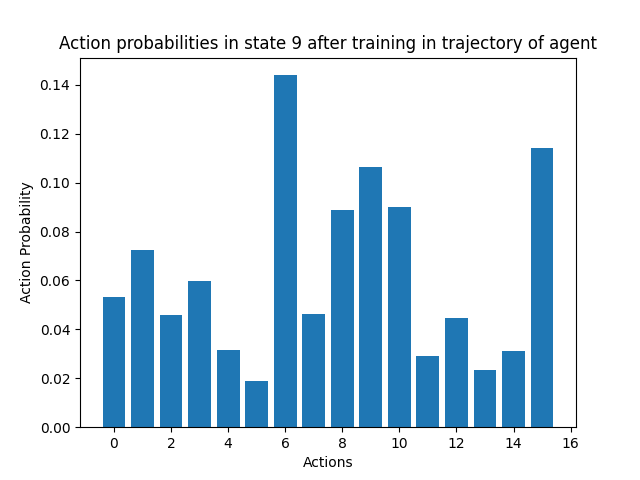 Action probabilities in state 9 after training in trajectory of agent
0.14
0.12
0.10
0.08
0.06
0.04
0.02
0.00
Action Probability
0 2 4 6 8 10 12 14 16
Actions